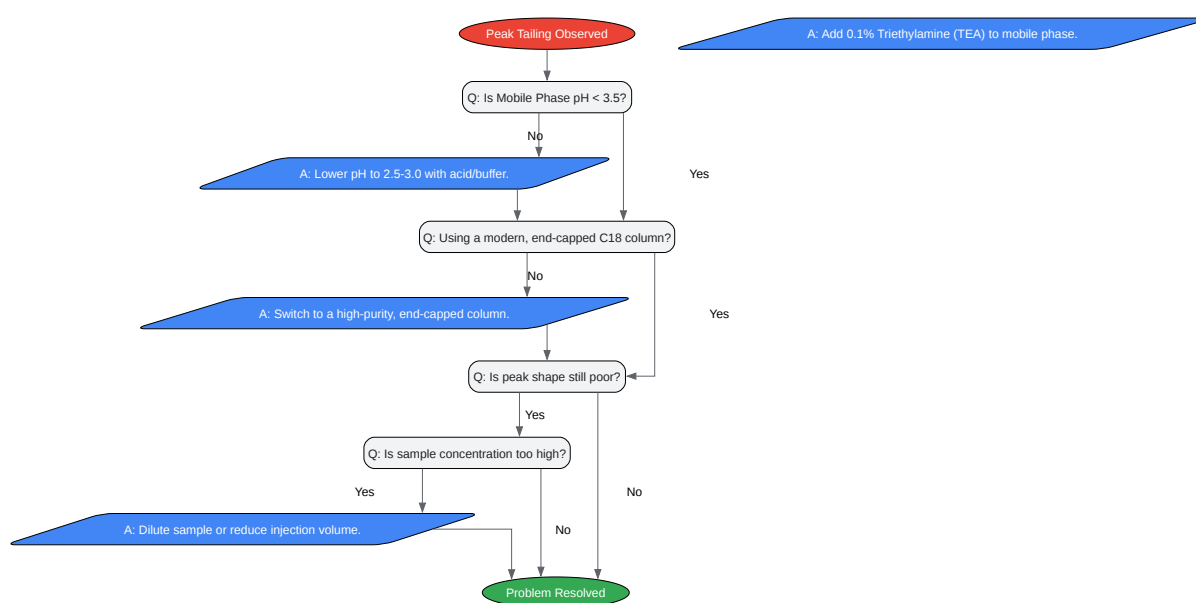 Peak Tailing Observed
A: Add 0.1% Triethylamine (TEA) to mobile phase.
Q: Is Mobile Phase pH < 3.5?
No
A: Lower pH to 2.5-3.0 with acid/buffer.
Yes
Q: Using a modern, end-capped C18 column?
No
A: Switch to a high-purity, end-capped column.
Yes
Q: Is peak shape still poor?
Yes
Q: Is sample concentration too high?
Yes
No
A: Dilute sample or reduce injection volume.
No
Problem Resolved